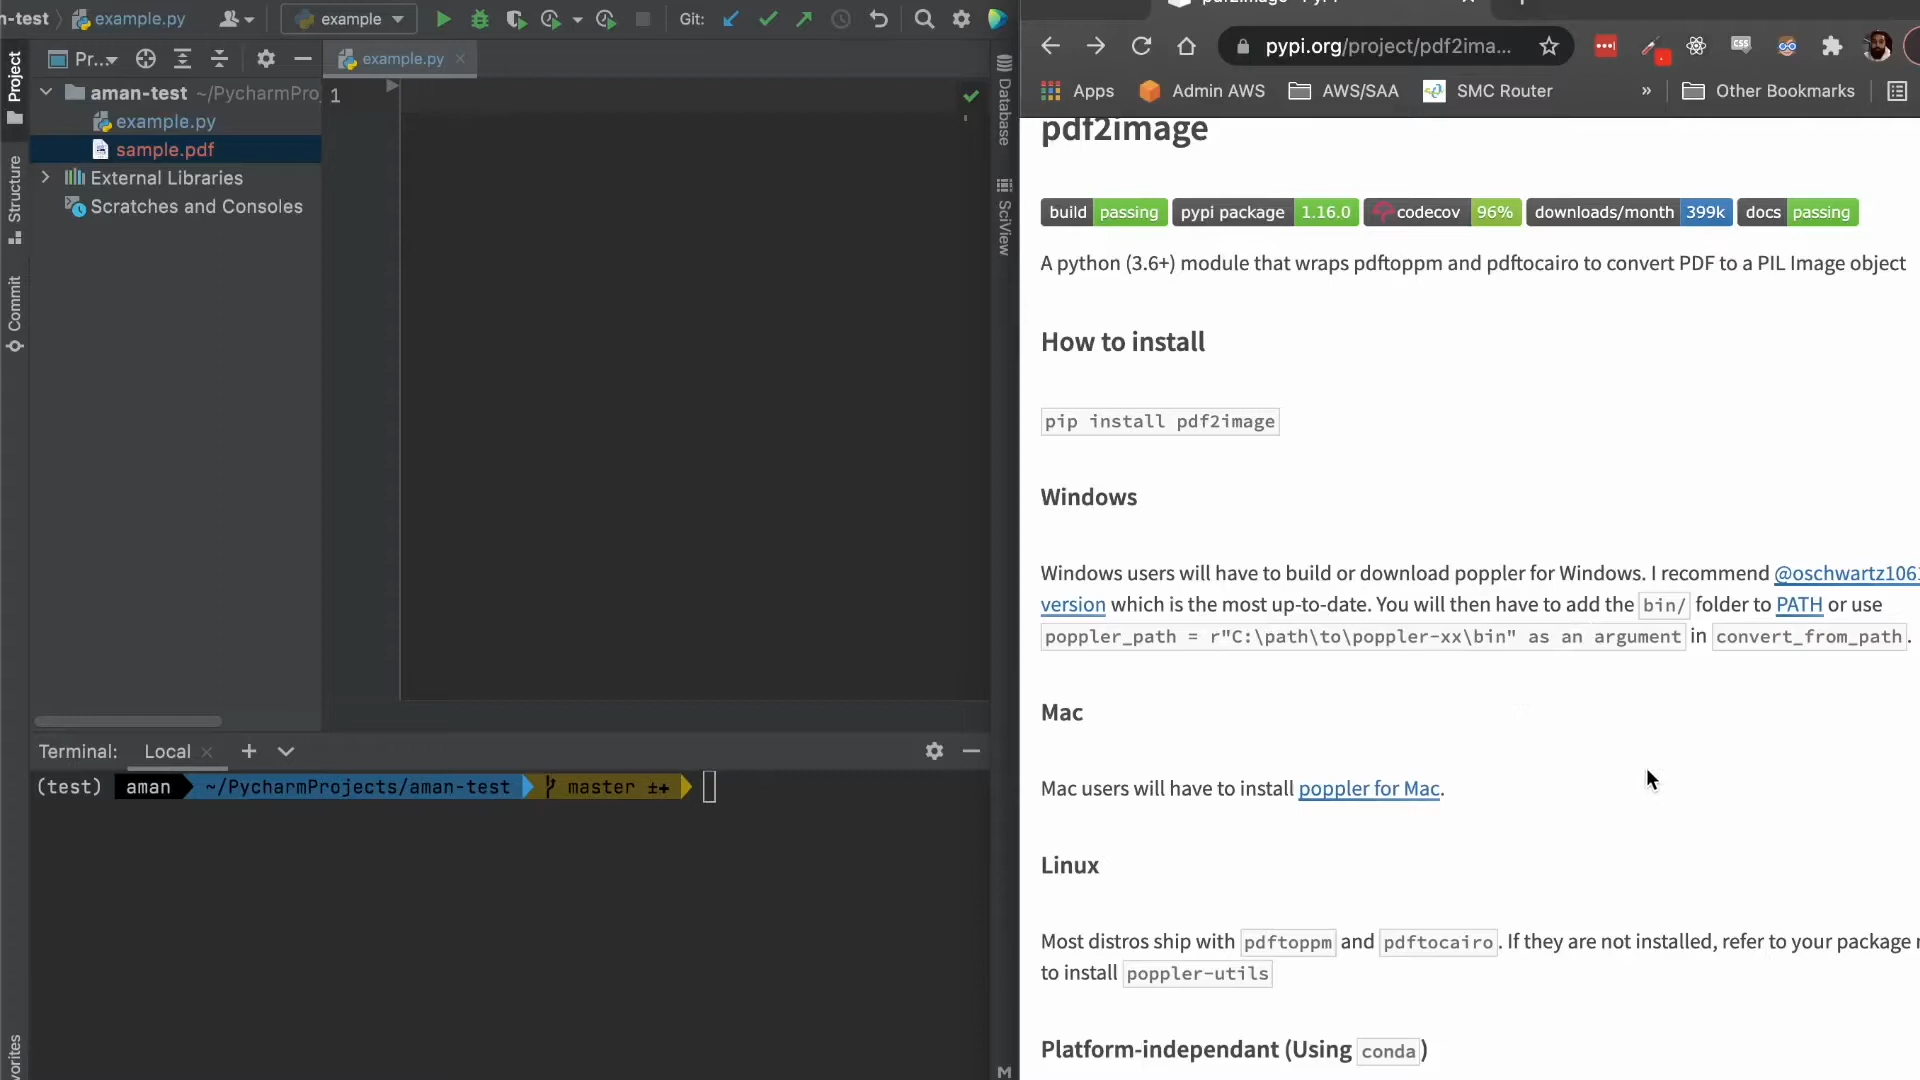 n-test
example.py
example
Git:
Project
Pr...
example.py
1
aman-test ~/PycharmPro
example.py
sample.pdf
External Libraries
Scratches and Consoles
Structure
Commit
Database
SciView
Terminal:
Local
(test) aman ~/PycharmProjects/aman-test master ±+
vorites
M
pypi.org/project/pdf2ima...
css
Apps
Admin AWS
AWS/SAA
SMC Router
»
Other Bookmarks
pdf2image
build passing
pypi package 1.16.0
codecov 96%
downloads/month 399k
docs passing
A python (3.6+) module that wraps pdftoppm and pdftocairo to convert PDF to a PIL Image object
How to install
pip install pdf2image
Windows
Windows users will have to build or download poppler for Windows. I recommend @oschwartz106
version which is the most up-to-date. You will then have to add the bin/ folder to PATH or use
poppler_path = r"C:\path\to\poppler-xx\bin" as an argument in convert_from_path.
Mac
Mac users will have to install poppler for Mac.
Linux
Most distros ship with pdftoppm and pdftocairo. If they are not installed, refer to your package
to install poppler-utils
Platform-independant (Using conda)